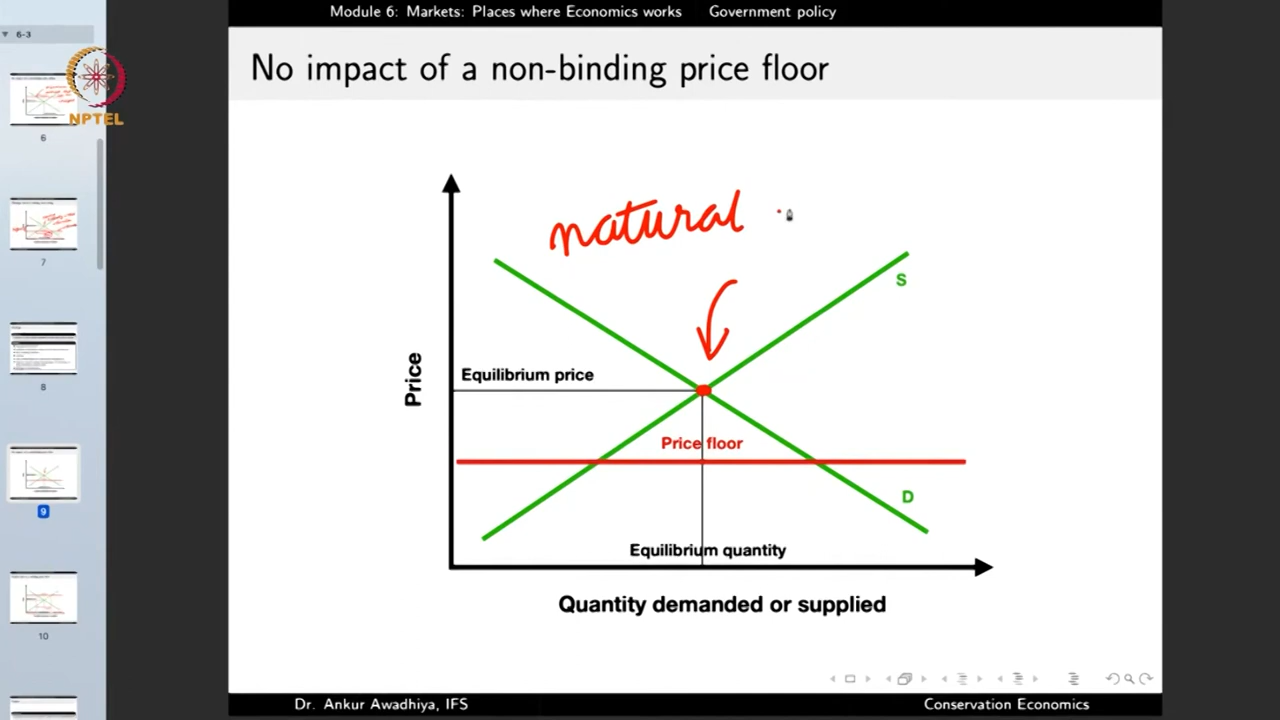 Module 6: Markets: Places where Economics works Government policy
6-3
NPTEL
No impact of a non-binding price floor
6
7
8
9
10
natural
S
Price
Equilibrium price
Price floor
D
Equilibrium quantity
Quantity demanded or supplied
Dr. Ankur Awadhiya, IFS Conservation Economics